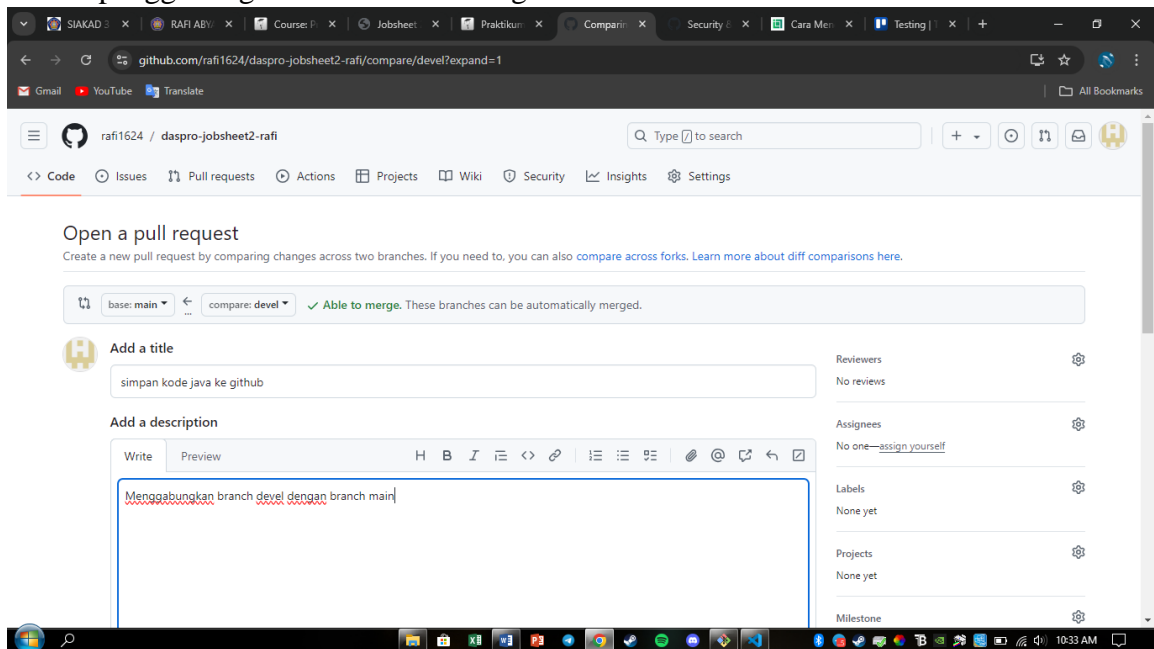 SIAKAD 3
RAFI ABY
Course: P
Jobsheet
Praktikum
Comparin
Security &
Cara Men
Testing | T
github.com/rafi1624/daspro-jobsheet2-rafi/compare/devel?expand=1
Gmail
YouTube
Translate
All Bookmarks
rafi1624 / daspro-jobsheet2-rafi
Type / to search
Code
Issues
Pull requests
Actions
Projects
Wiki
Security
Insights
Settings
Open a pull request
Create a new pull request by comparing changes across two branches. If you need to, you can also compare across forks. Learn more about diff comparisons here.
base: main
...
compare: devel
Able to merge. These branches can be automatically merged.
Add a title
simpan kode java ke github
Add a description
Write
Preview
H B I
Menggabungkan branch devel dengan branch main
Reviewers
No reviews
Assignees
No one—assign yourself
Labels
None yet
Projects
None yet
Milestone
10:33 AM